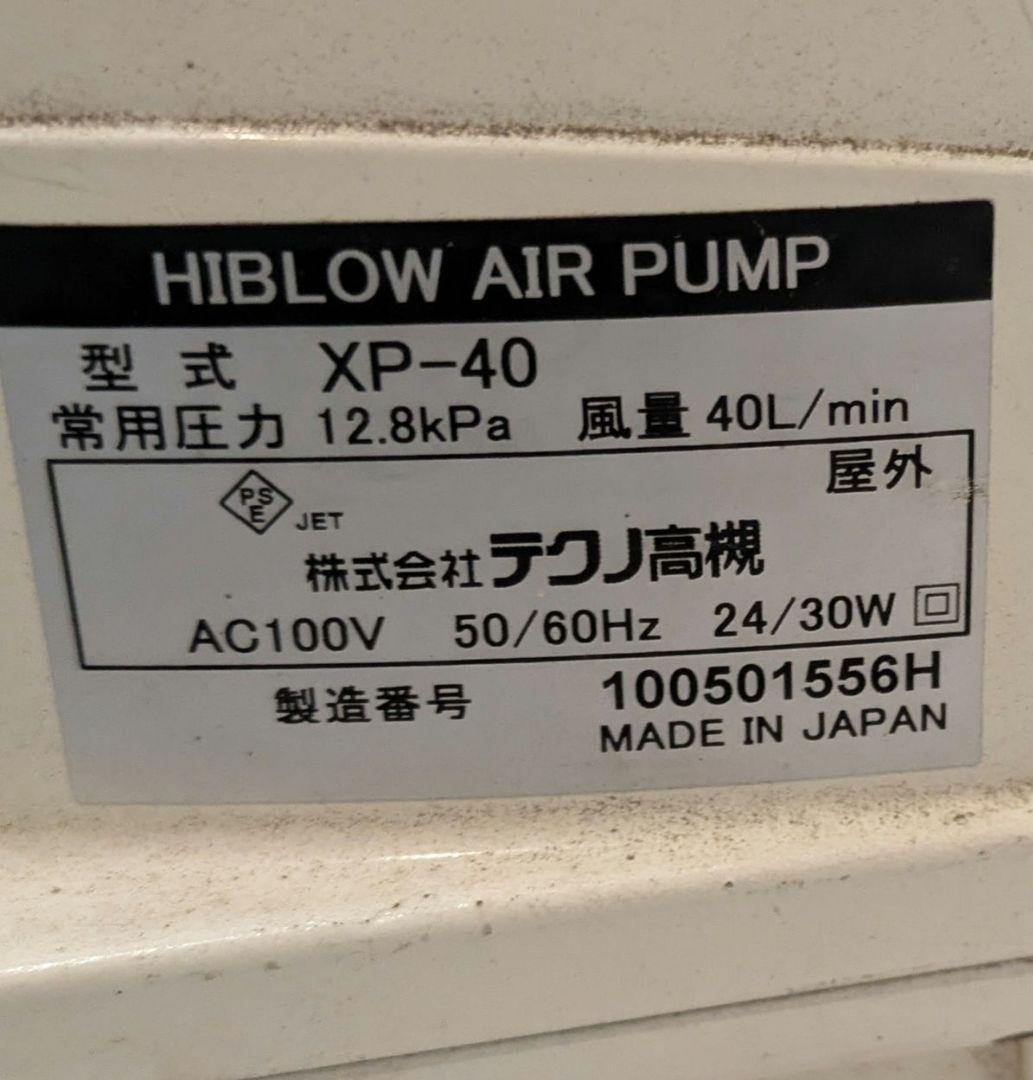 HIBLOW AIR PUMP
型 式 XP-40
常用圧力 12.8kPa 風量 40L/min
屋外
PSE JET
株式会社テクノ高槻
AC100V 50/60Hz 24/30W
製造番号 100501556H
MADE IN JAPAN